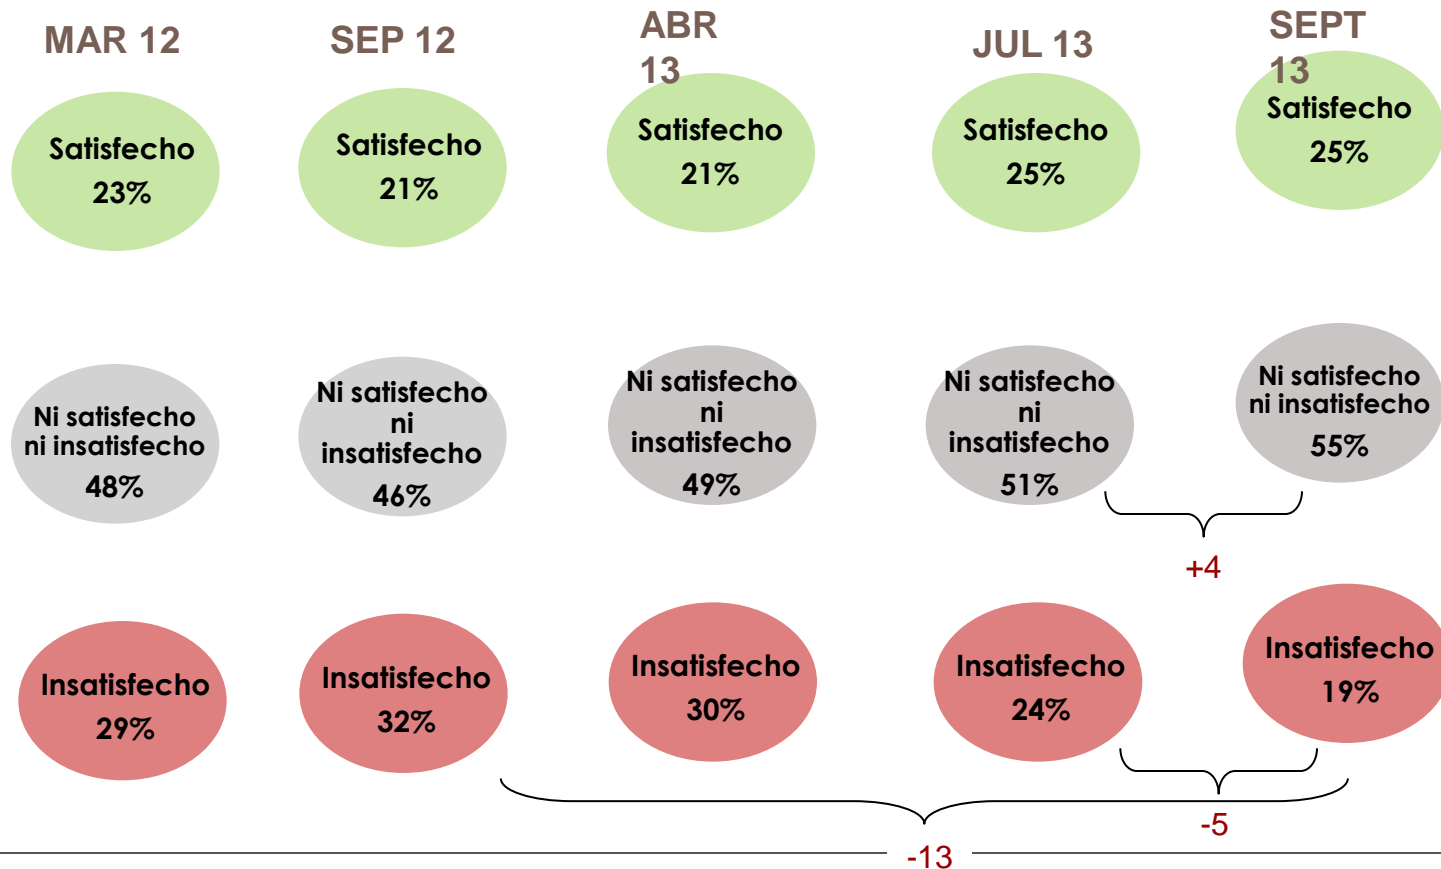 MAR 12
SEP 12
ABR
13
JUL 13
SEPT
13
Satisfecho
23%
Satisfecho
21%
Satisfecho
21%
Satisfecho
25%
Satisfecho
25%
Ni satisfecho
ni insatisfecho
48%
Ni satisfecho
ni
insatisfecho
46%
Ni satisfecho
ni
insatisfecho
49%
Ni satisfecho
ni
insatisfecho
51%
Ni satisfecho
ni insatisfecho
55%
+4
Insatisfecho
29%
Insatisfecho
32%
Insatisfecho
30%
Insatisfecho
24%
Insatisfecho
19%
-5
-13